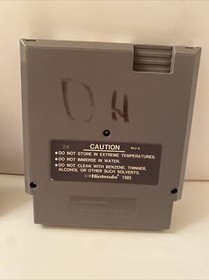 DH
24 CAUTION
• DO NOT STORE IN EXTREME TEMPERATURES.
• DO NOT IMMERSE IN WATER.
• DO NOT CLEAN WITH BENZENE, THINNER,
ALCOHOL OR OTHER SUCH SOLVENTS.
©Nintendo 1985